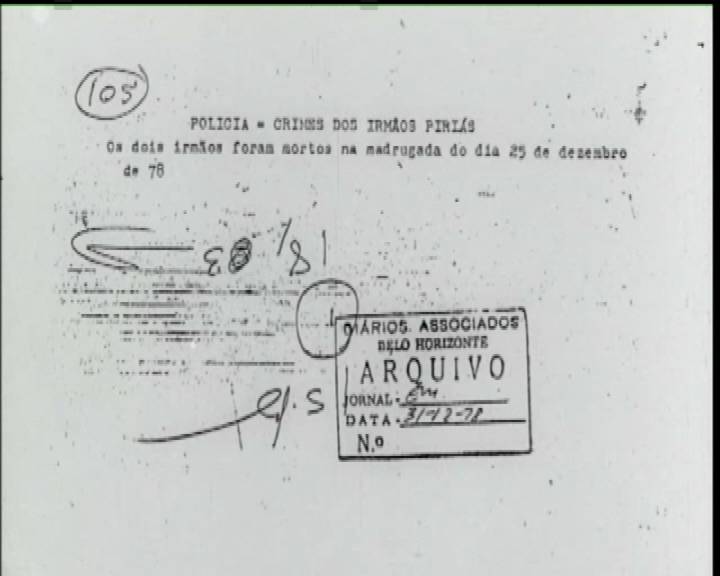 105
POLICIA = CRIMES DOS IRMÃOS PIRIÁS
Os dois irmãos foram mortos na madrugada do dia 25 de dezembro
de 78
DIÁRIOS ASSOCIADOS
BELO HORIZONTE
ARQUIVO
JORNAL - Em
DATA - 31-12-78
N.º